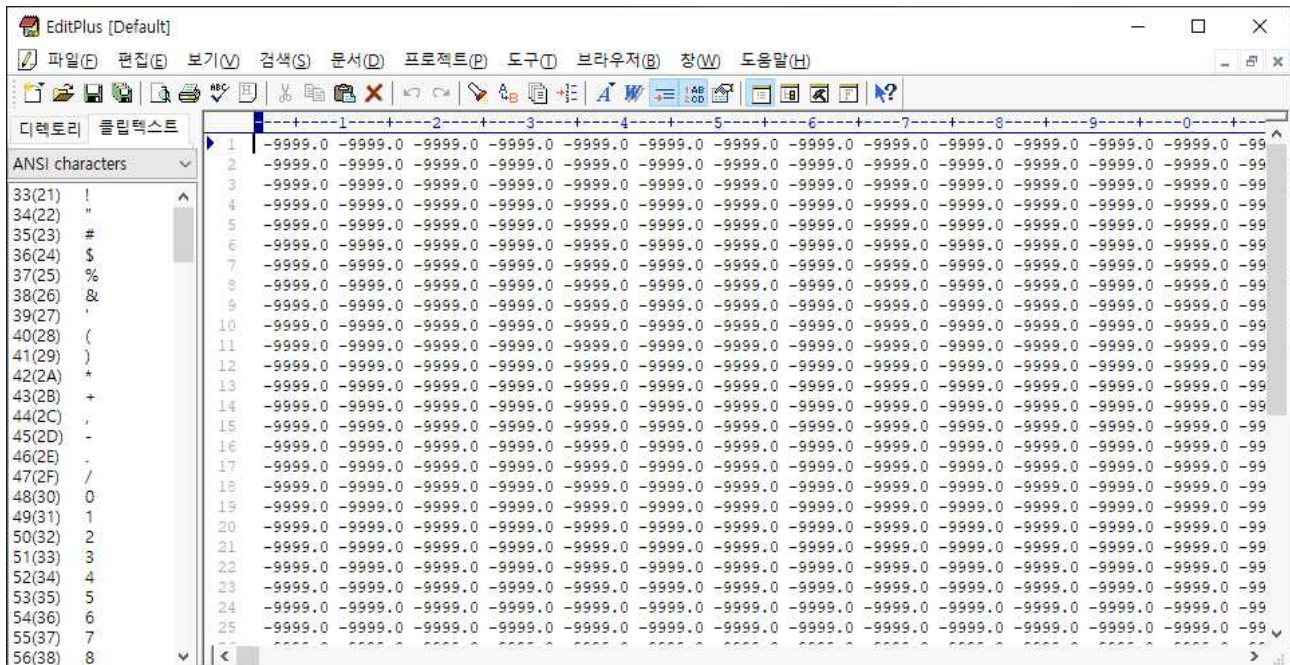 EditPlus [Default]
파일(F) 편집(E) 보기(V) 검색(S) 문서(D) 프로젝트(P) 도구(T) 브라우저(B) 창(W) 도움말(H)
디렉토리 클립텍스트
ANSI characters
33(21) !
34(22) "
35(23) #
36(24) $
37(25) %
38(26) &
39(27) '
40(28) (
41(29) )
42(2A) *
43(2B) +
44(2C) ,
45(2D) -
46(2E) .
47(2F) /
48(30) 0
49(31) 1
50(32) 2
51(33) 3
52(34) 4
53(35) 5
54(36) 6
55(37) 7
56(38) 8
----+----1----+----2----+----3----+----4----+----5----+----6----+----7----+----8----+----9----+----0----+---
1 -9999.0 -9999.0 -9999.0 -9999.0 -9999.0 -9999.0 -9999.0 -9999.0 -9999.0 -9999.0 -9999.0 -9999.0 -9999.0 -99
2 -9999.0 -9999.0 -9999.0 -9999.0 -9999.0 -9999.0 -9999.0 -9999.0 -9999.0 -9999.0 -9999.0 -9999.0 -9999.0 -99
3 -9999.0 -9999.0 -9999.0 -9999.0 -9999.0 -9999.0 -9999.0 -9999.0 -9999.0 -9999.0 -9999.0 -9999.0 -9999.0 -99
4 -9999.0 -9999.0 -9999.0 -9999.0 -9999.0 -9999.0 -9999.0 -9999.0 -9999.0 -9999.0 -9999.0 -9999.0 -9999.0 -99
5 -9999.0 -9999.0 -9999.0 -9999.0 -9999.0 -9999.0 -9999.0 -9999.0 -9999.0 -9999.0 -9999.0 -9999.0 -9999.0 -99
6 -9999.0 -9999.0 -9999.0 -9999.0 -9999.0 -9999.0 -9999.0 -9999.0 -9999.0 -9999.0 -9999.0 -9999.0 -9999.0 -99
7 -9999.0 -9999.0 -9999.0 -9999.0 -9999.0 -9999.0 -9999.0 -9999.0 -9999.0 -9999.0 -9999.0 -9999.0 -9999.0 -99
8 -9999.0 -9999.0 -9999.0 -9999.0 -9999.0 -9999.0 -9999.0 -9999.0 -9999.0 -9999.0 -9999.0 -9999.0 -9999.0 -99
9 -9999.0 -9999.0 -9999.0 -9999.0 -9999.0 -9999.0 -9999.0 -9999.0 -9999.0 -9999.0 -9999.0 -9999.0 -9999.0 -99
10 -9999.0 -9999.0 -9999.0 -9999.0 -9999.0 -9999.0 -9999.0 -9999.0 -9999.0 -9999.0 -9999.0 -9999.0 -9999.0 -99
11 -9999.0 -9999.0 -9999.0 -9999.0 -9999.0 -9999.0 -9999.0 -9999.0 -9999.0 -9999.0 -9999.0 -9999.0 -9999.0 -99
12 -9999.0 -9999.0 -9999.0 -9999.0 -9999.0 -9999.0 -9999.0 -9999.0 -9999.0 -9999.0 -9999.0 -9999.0 -9999.0 -99
13 -9999.0 -9999.0 -9999.0 -9999.0 -9999.0 -9999.0 -9999.0 -9999.0 -9999.0 -9999.0 -9999.0 -9999.0 -9999.0 -99
14 -9999.0 -9999.0 -9999.0 -9999.0 -9999.0 -9999.0 -9999.0 -9999.0 -9999.0 -9999.0 -9999.0 -9999.0 -9999.0 -99
15 -9999.0 -9999.0 -9999.0 -9999.0 -9999.0 -9999.0 -9999.0 -9999.0 -9999.0 -9999.0 -9999.0 -9999.0 -9999.0 -99
16 -9999.0 -9999.0 -9999.0 -9999.0 -9999.0 -9999.0 -9999.0 -9999.0 -9999.0 -9999.0 -9999.0 -9999.0 -9999.0 -99
17 -9999.0 -9999.0 -9999.0 -9999.0 -9999.0 -9999.0 -9999.0 -9999.0 -9999.0 -9999.0 -9999.0 -9999.0 -9999.0 -99
18 -9999.0 -9999.0 -9999.0 -9999.0 -9999.0 -9999.0 -9999.0 -9999.0 -9999.0 -9999.0 -9999.0 -9999.0 -9999.0 -99
19 -9999.0 -9999.0 -9999.0 -9999.0 -9999.0 -9999.0 -9999.0 -9999.0 -9999.0 -9999.0 -9999.0 -9999.0 -9999.0 -99
20 -9999.0 -9999.0 -9999.0 -9999.0 -9999.0 -9999.0 -9999.0 -9999.0 -9999.0 -9999.0 -9999.0 -9999.0 -9999.0 -99
21 -9999.0 -9999.0 -9999.0 -9999.0 -9999.0 -9999.0 -9999.0 -9999.0 -9999.0 -9999.0 -9999.0 -9999.0 -9999.0 -99
22 -9999.0 -9999.0 -9999.0 -9999.0 -9999.0 -9999.0 -9999.0 -9999.0 -9999.0 -9999.0 -9999.0 -9999.0 -9999.0 -99
23 -9999.0 -9999.0 -9999.0 -9999.0 -9999.0 -9999.0 -9999.0 -9999.0 -9999.0 -9999.0 -9999.0 -9999.0 -9999.0 -99
24 -9999.0 -9999.0 -9999.0 -9999.0 -9999.0 -9999.0 -9999.0 -9999.0 -9999.0 -9999.0 -9999.0 -9999.0 -9999.0 -99
25 -9999.0 -9999.0 -9999.0 -9999.0 -9999.0 -9999.0 -9999.0 -9999.0 -9999.0 -9999.0 -9999.0 -9999.0 -9999.0 -99